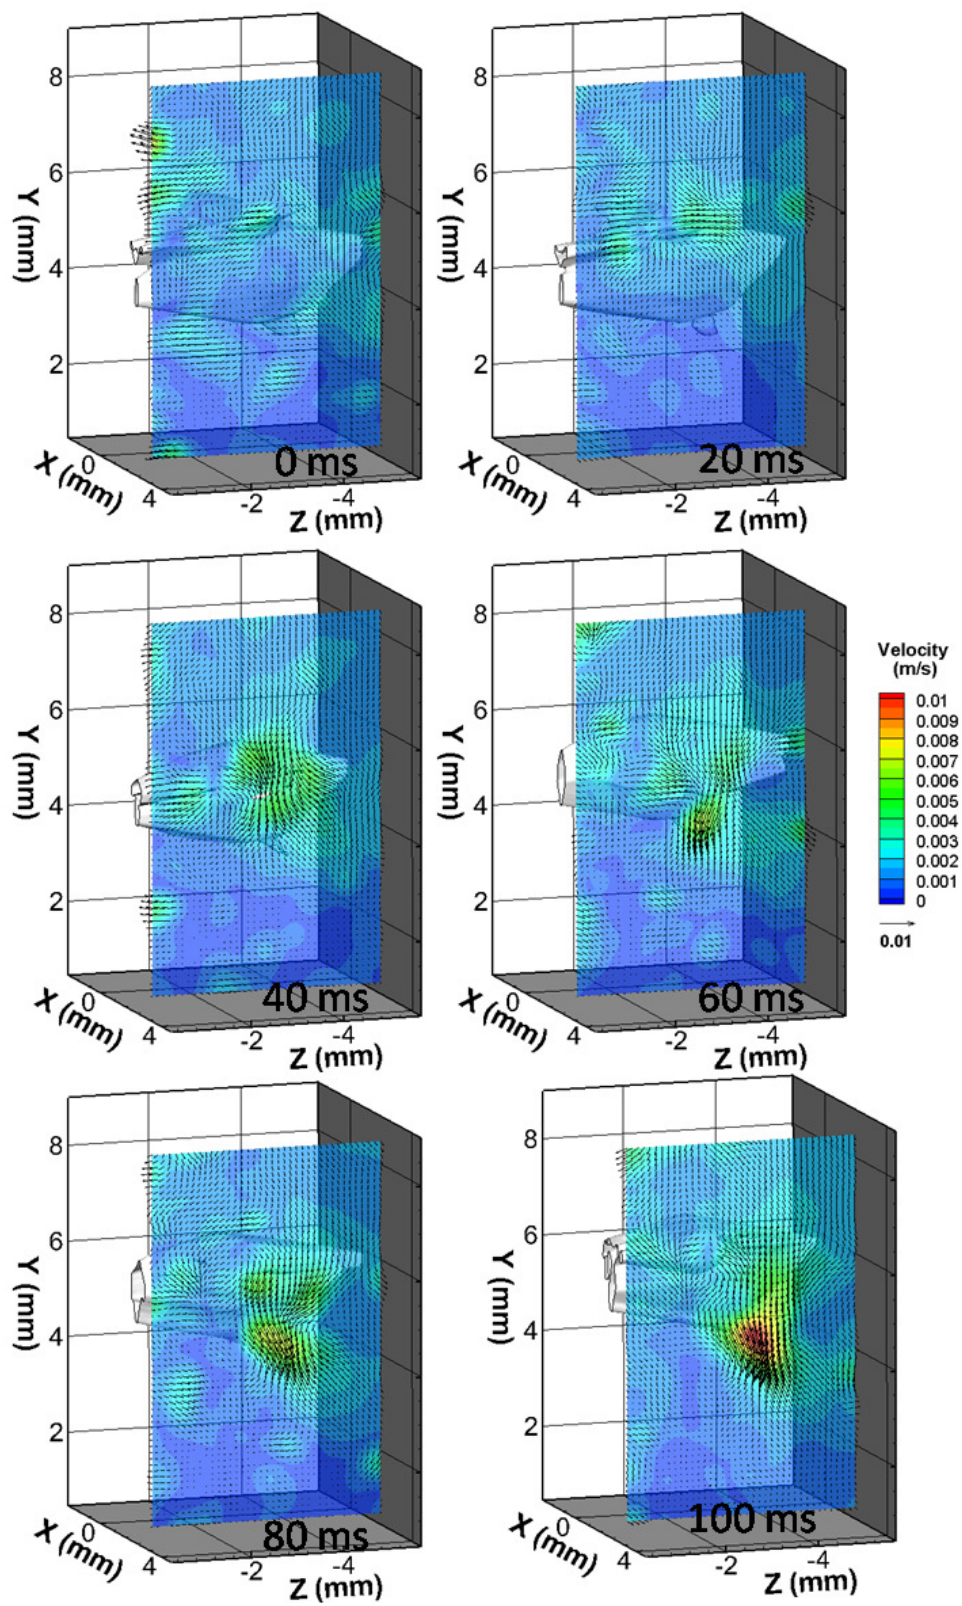 8
6
4
2
Y (mm)
X (mm)
0
4
-2
-4
Z (mm)
0 ms
8
6
4
2
Y (mm)
X (mm)
0
4
-2
-4
Z (mm)
20 ms
8
6
4
2
Y (mm)
X (mm)
0
4
-2
-4
Z (mm)
40 ms
8
6
4
2
Y (mm)
X (mm)
0
4
-2
-4
Z (mm)
60 ms
Velocity
(m/s)
0.01
0.009
0.008
0.007
0.006
0.005
0.004
0.003
0.002
0.001
0
0.01
8
6
4
2
Y (mm)
X (mm)
0
4
-2
-4
Z (mm)
80 ms
8
6
4
2
Y (mm)
X (mm)
0
4
-2
-4
Z (mm)
100 ms